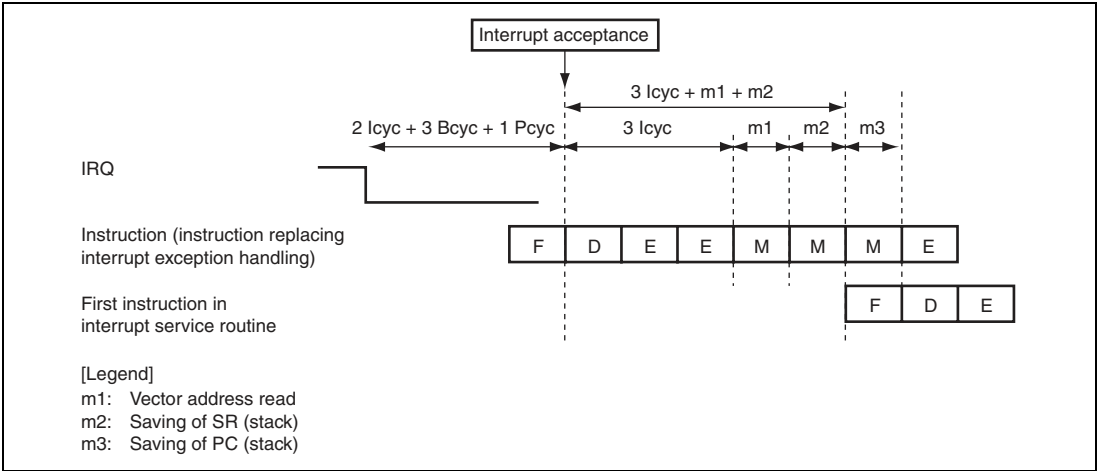 Interrupt acceptance
3 Icyc + m1 + m2
2 Icyc + 3 Bcyc + 1 Pcyc
3 Icyc
m1
m2
m3
IRQ
Instruction (instruction replacing
interrupt exception handling)
F D E E M M M E
First instruction in
interrupt service routine
F D E
[Legend]
m1: Vector address read
m2: Saving of SR (stack)
m3: Saving of PC (stack)